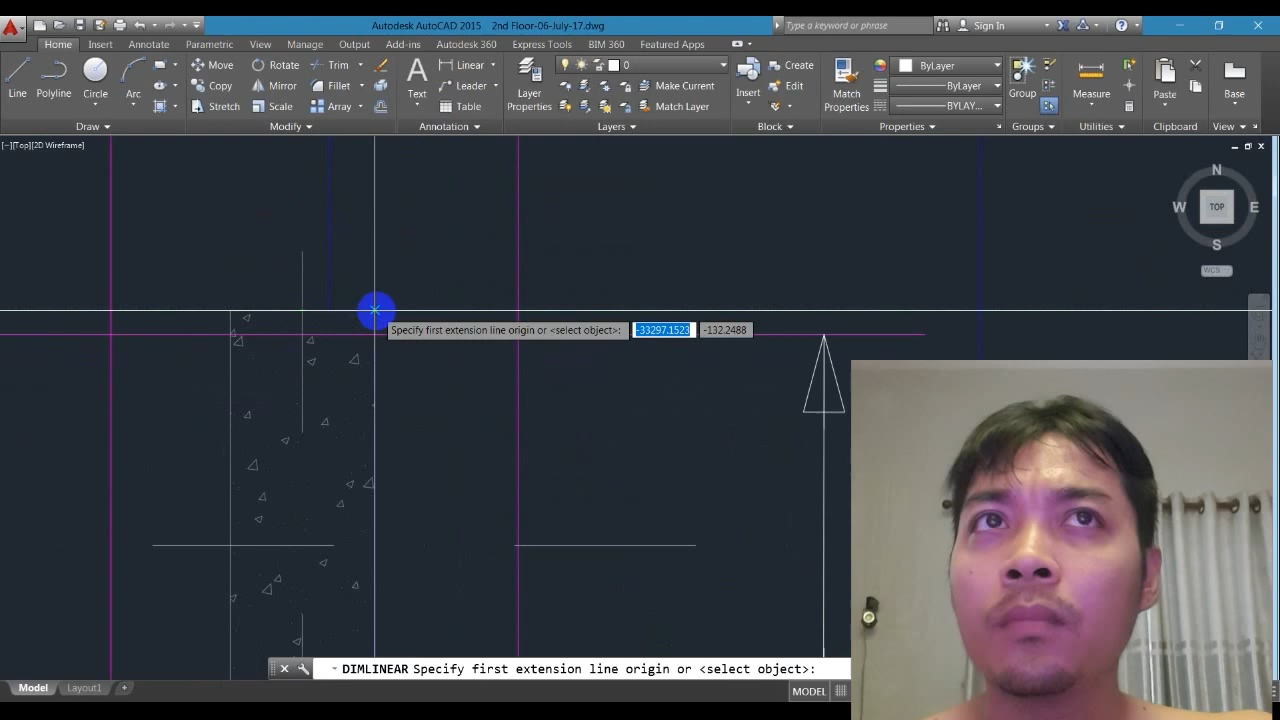 Autodesk AutoCAD 2015 2nd Floor-06-July-17.dwg
Type a keyword or phrase
Sign In
Home Insert Annotate Parametric View Manage Output Add-ins Autodesk 360 Express Tools BIM 360 Featured Apps
Line
Polyline
Circle
Arc
Move
Rotate
Trim
Copy
Mirror
Fillet
Stretch
Scale
Array
Text
Linear
Leader
Table
Layer
Properties
0
Make Current
Match Layer
Insert
Create
Edit
Match
Properties
ByLayer
ByLayer
BYLAY...
Group
Measure
Paste
Base
Draw
Modify
Annotation
Layers
Block
Properties
Groups
Utilities
Clipboard
View
[−][Top][2D Wireframe]
N
W
TOP
E
S
WCS
Specify first extension line origin or <select object>: -33297.1523 -132.2488
DIMLINEAR Specify first extension line origin or <select object>:
Model Layout1 +
MODEL